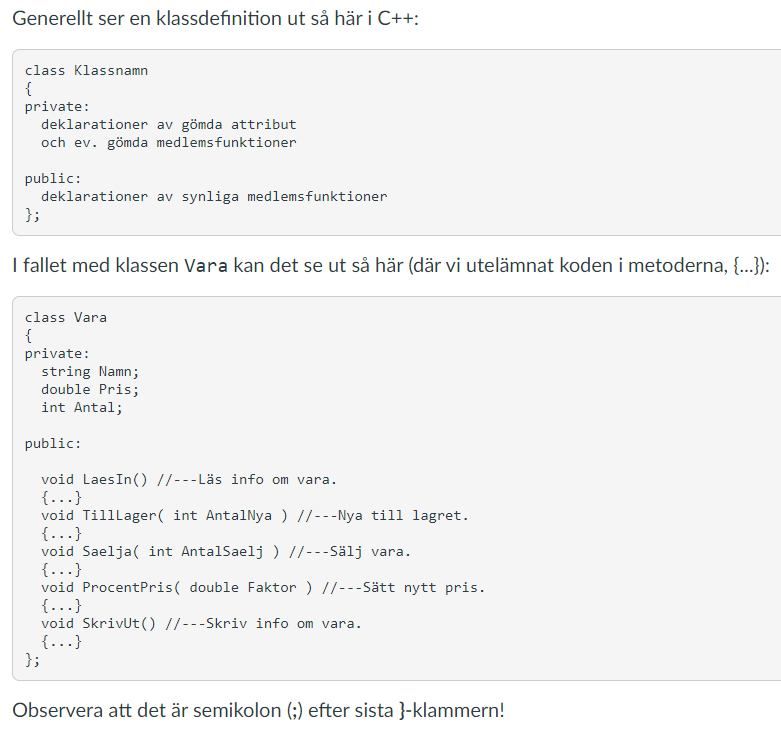 Generellt ser en klassdefinition ut så här i C++:
class Klassnamn
{
private:
  deklarationer av gömda attribut
  och ev. gömda medlemsfunktioner
public:
  deklarationer av synliga medlemsfunktioner
};
I fallet med klassen Vara kan det se ut så här (där vi utelämnat koden i metoderna, {...}):
class Vara
{
private:
  string Namn;
  double Pris;
  int Antal;
public:
  void LaesIn() //---Läs info om vara.
  {...}
  void TillLager( int AntalNya ) //---Nya till lagret.
  {...}
  void Saelja( int AntalSaelj ) //---Sälj vara.
  {...}
  void ProcentPris( double Faktor ) //---Sätt nytt pris.
  {...}
  void SkrivUt() //---Skriv info om vara.
  {...}
};
Observera att det är semikolon (;) efter sista }-klammern!